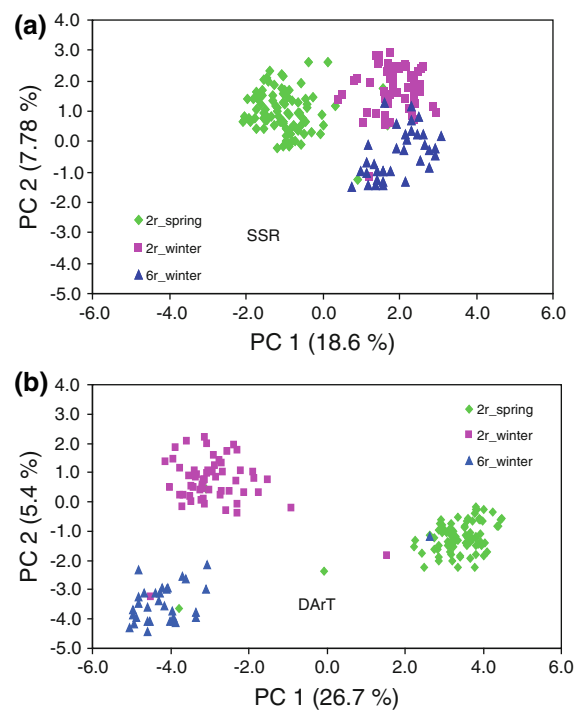 (a)
4.0
3.0
2.0
1.0
0.0
-1.0
-2.0
-3.0
-4.0
-5.0
PC 2 (7.78 %)
2r_spring
2r_winter
6r_winter
SSR
-6.0 -4.0 -2.0 0.0 2.0 4.0 6.0
PC 1 (18.6 %)
(b)
4.0
3.0
2.0
1.0
0.0
-1.0
-2.0
-3.0
-4.0
-5.0
PC 2 (5.4 %)
2r_spring
2r_winter
6r_winter
DArT
-6.0 -4.0 -2.0 0.0 2.0 4.0 6.0
PC 1 (26.7 %)